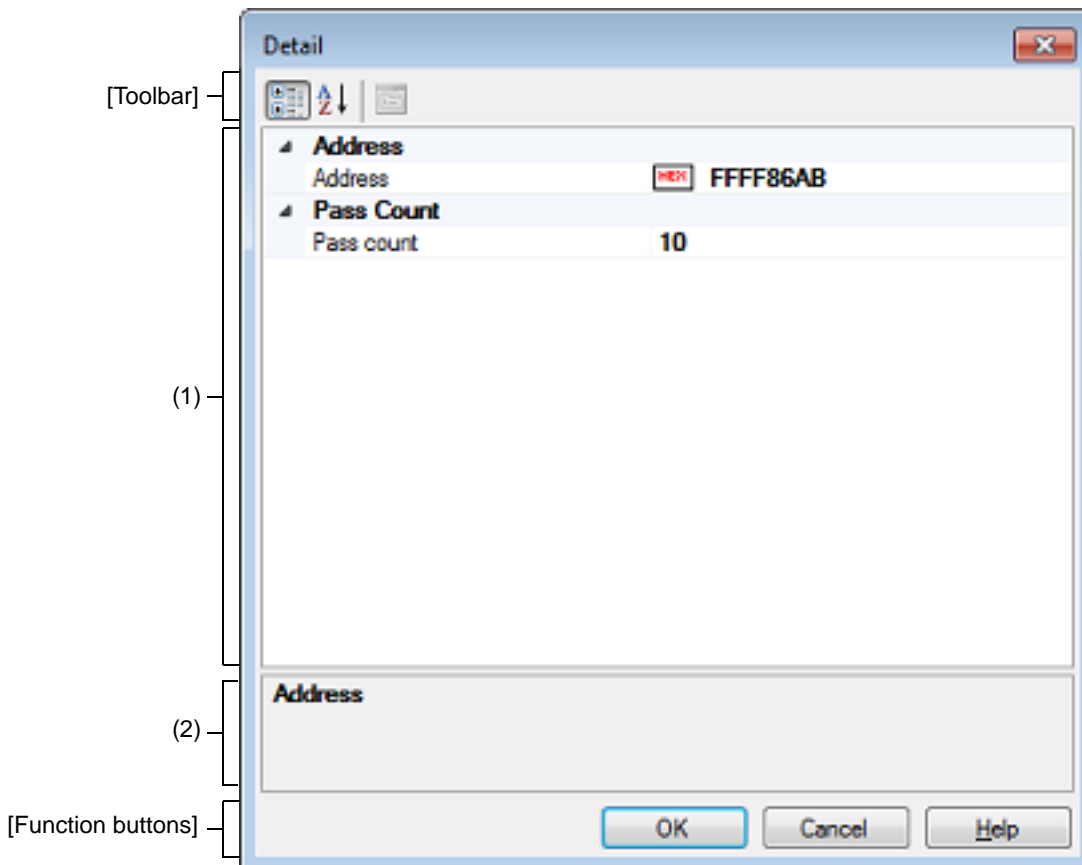 Detail
[Toolbar]
Address
Address HEX FFFF86AB
Pass Count
Pass count 10
(1)
Address
(2)
[Function buttons]
OK Cancel Help